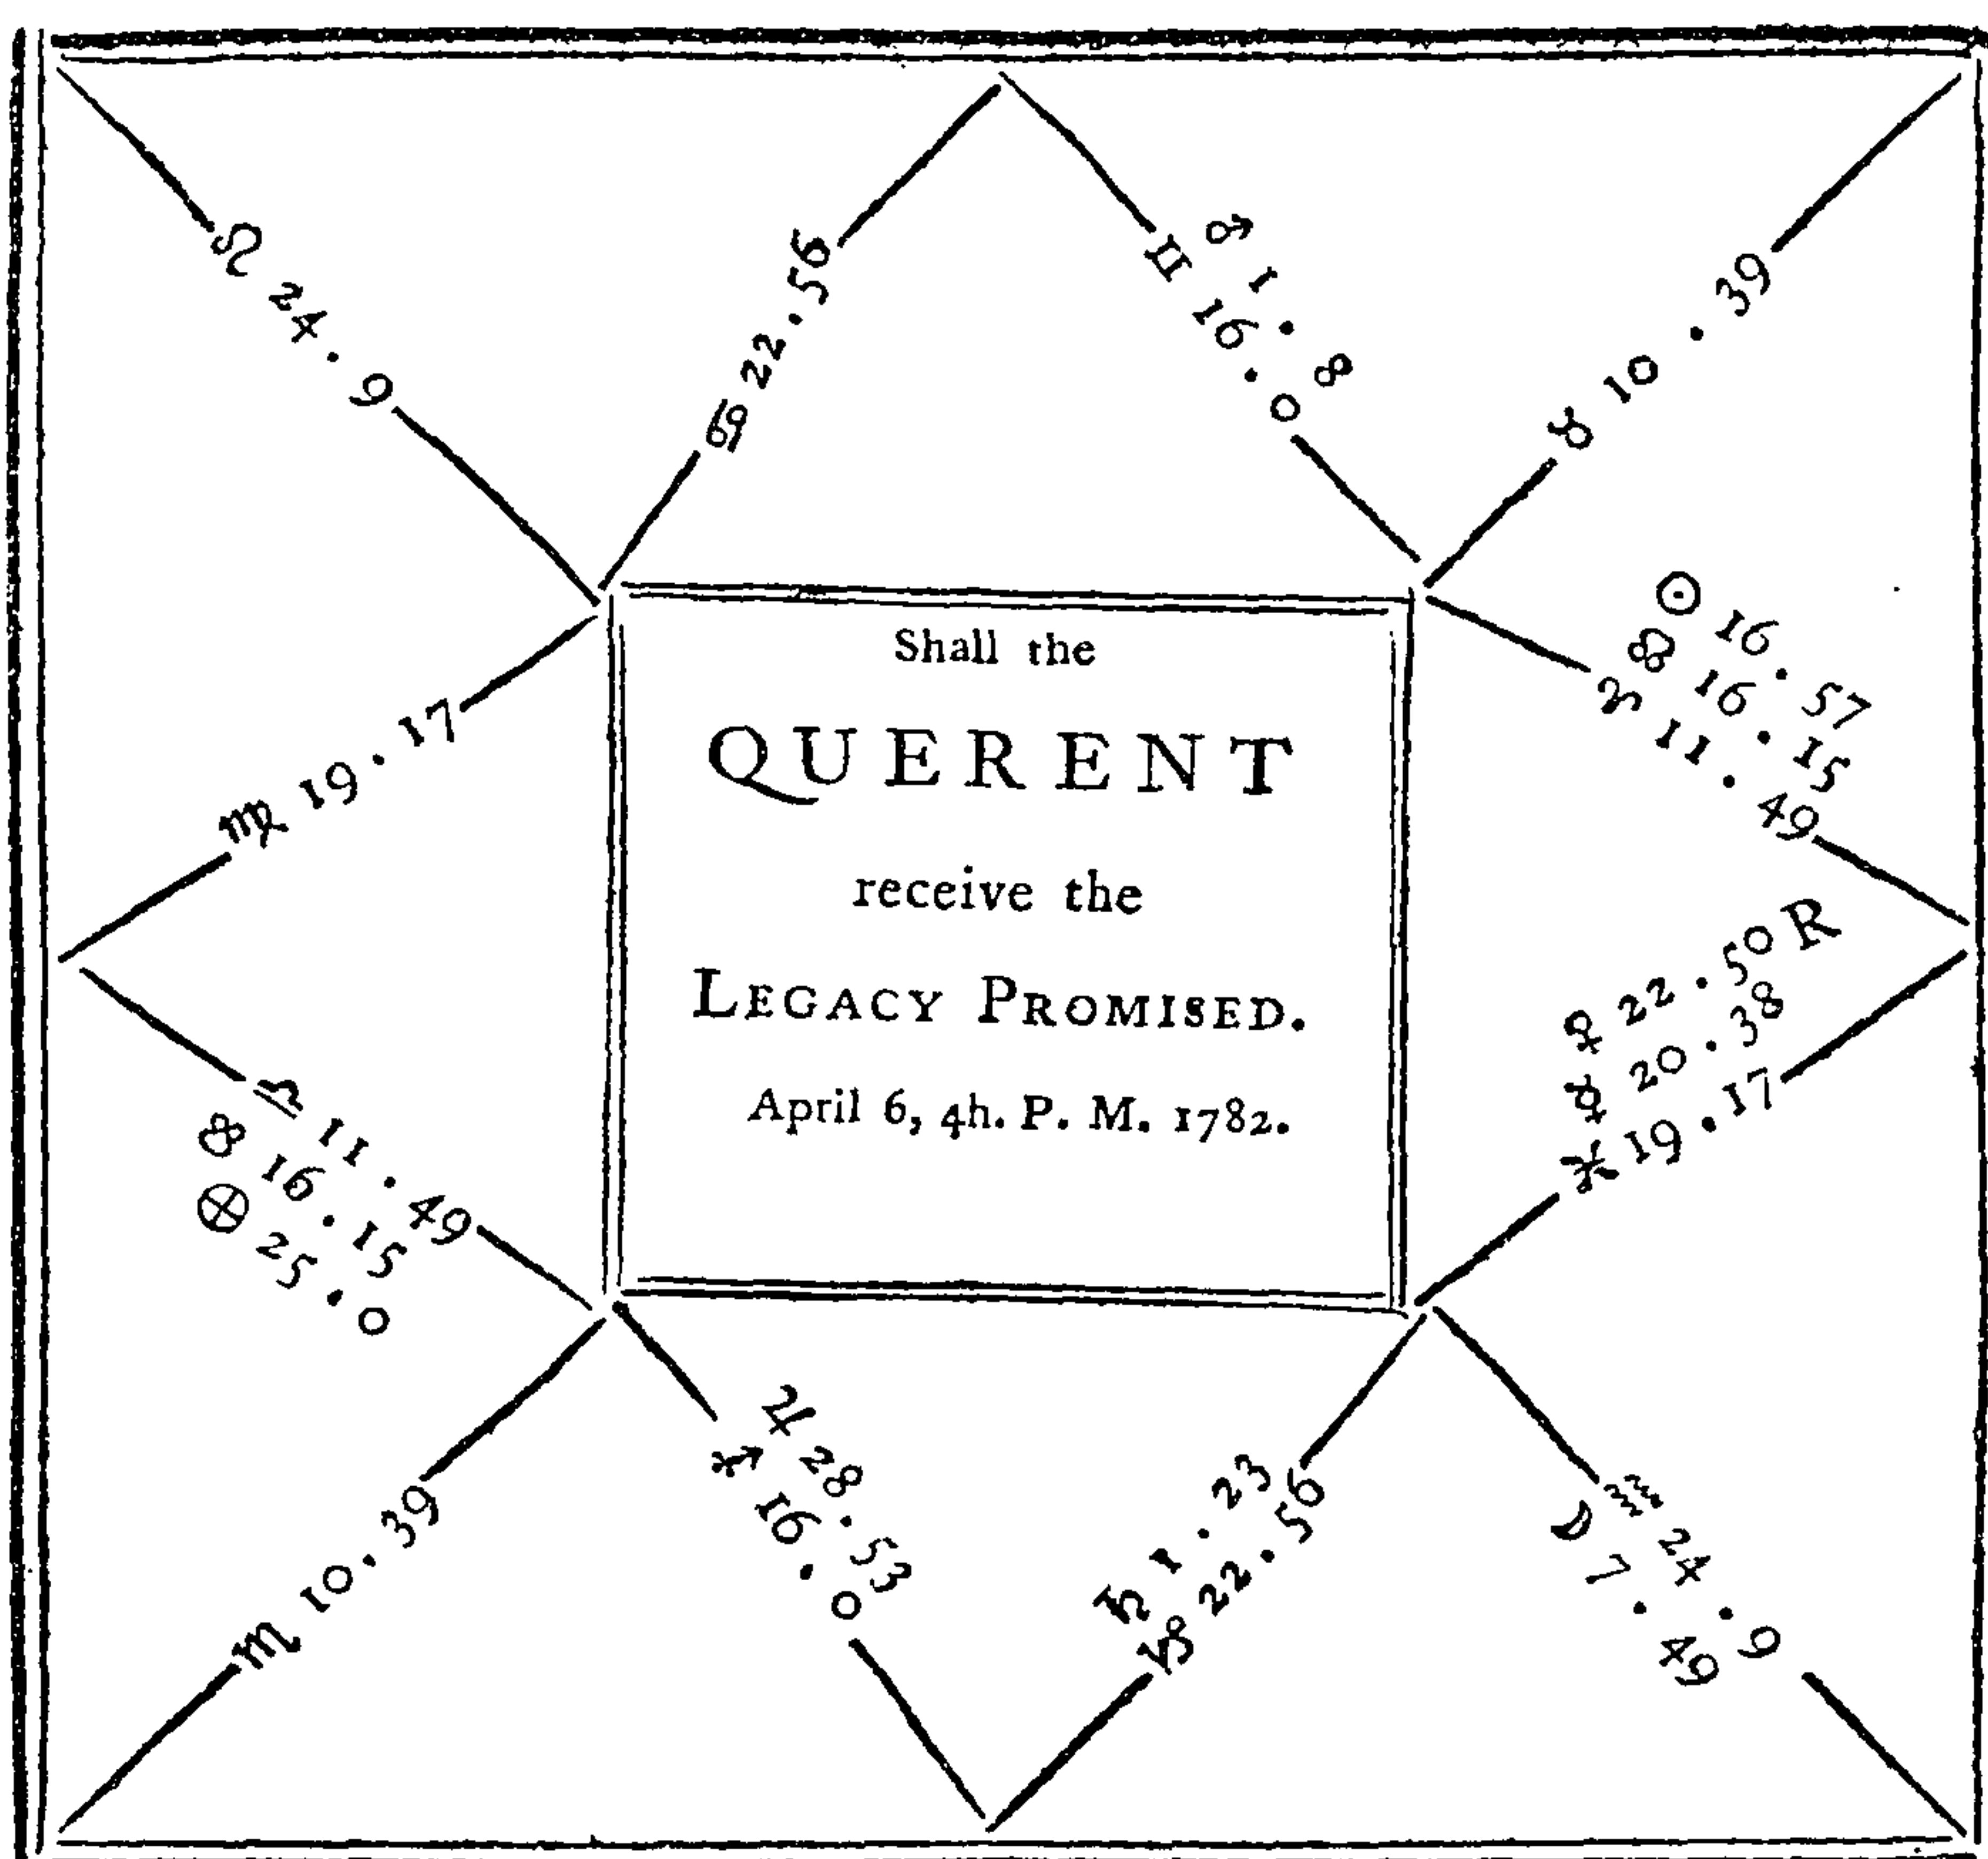 ♌ 24 . 9
♋ 22 . 56
♂ 1 . 8
♊ 16 . 0
♉ 10 . 39
☉ 16 . 57
☊ 16 . 15
♈ 11 . 49
♀ 22 . 50 R
☿ 20 . 38
♓ 19 . 17
♍ 19 . 17
Shall the
QUERENT
receive the
LEGACY PROMISED.
April 6, 4h. P. M. 1782.
♎ 11 . 49
☋ 16 . 15
⊗ 25 . 0
♏ 10 . 39
♃ 28 . 53
♐ 16 . 0
♄ 1 . 23
♑ 22 . 56
♒ 24 . 9
☽ 7 . 49